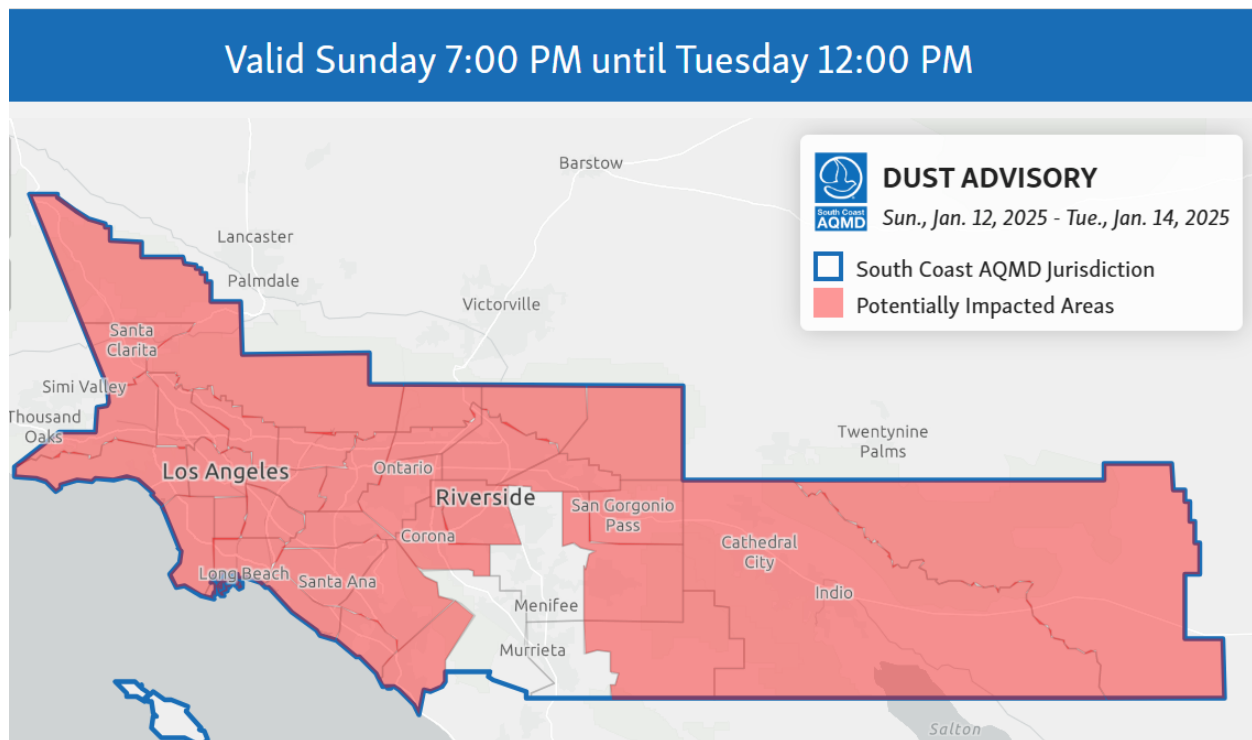 Valid Sunday 7:00 PM until Tuesday 12:00 PM
DUST ADVISORY
South Coast
AQMD
Sun., Jan. 12, 2025 - Tue., Jan. 14, 2025
South Coast AQMD Jurisdiction
Potentially Impacted Areas
Barstow
Lancaster
Palmdale
Victorville
Santa
Clarita
Simi Valley
Thousand
Oaks
Twentynine
Palms
Los Angeles
Ontario
Riverside
San Gorgonio
Pass
Corona
Cathedral
City
Long Beach
Santa Ana
Indio
Menifee
Murrieta
Salton